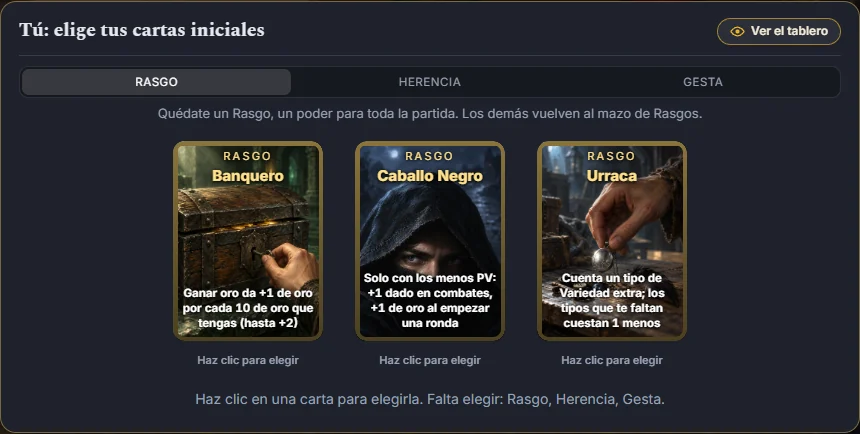 Tú: elige tus cartas iniciales
Ver el tablero
RASGO
HERENCIA
GESTA
Quédate un Rasgo, un poder para toda la partida. Los demás vuelven al mazo de Rasgos.
RASGO
Banquero
Ganar oro da +1 de oro
por cada 10 de oro que
tengas (hasta +2)
Haz clic para elegir
RASGO
Caballo Negro
Solo con los menos PV:
+1 dado en combates,
+1 de oro al empezar
una ronda
Haz clic para elegir
RASGO
Urraca
Cuenta un tipo de
Variedad extra; los
tipos que te faltan
cuestan 1 menos
Haz clic para elegir
Haz clic en una carta para elegirla. Falta elegir: Rasgo, Herencia, Gesta.